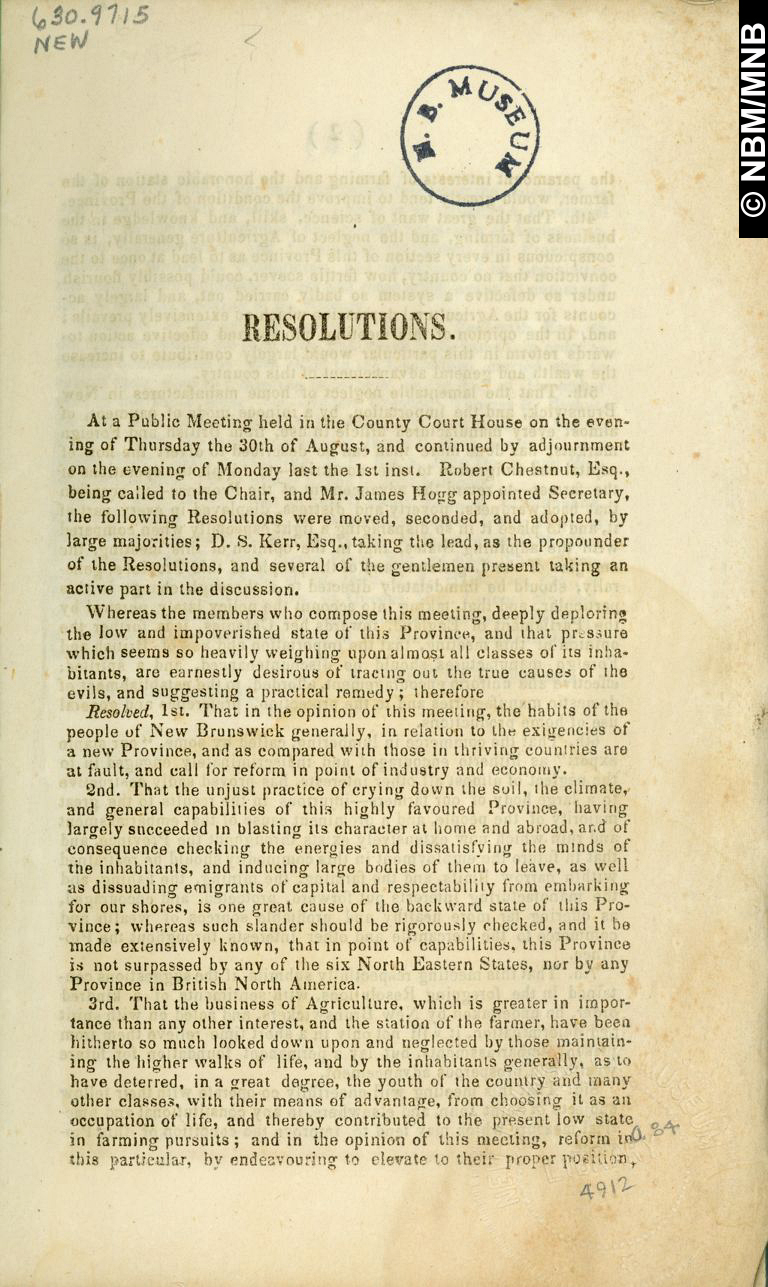 630.9715
NEW
N. B. MUSEUM
© NBM/MNB
RESOLUTIONS.
At a Public Meeting held in the County Court House on the even-
ing of Thursday the 30th of August, and continued by adjournment
on the evening of Monday last the 1st inst. Robert Chestnut, Esq.,
being called to the Chair, and Mr. James Hogg appointed Secretary,
the following Resolutions were moved, seconded, and adopted, by
large majorities; D. S. Kerr, Esq., taking the lead, as the propounder
of the Resolutions, and several of the gentlemen present taking an
active part in the discussion.
Whereas the members who compose this meeting, deeply deploring
the low and impoverished state of this Province, and that pressure
which seems so heavily weighing upon almost all classes of its inha-
bitants, are earnestly desirous of tracing out the true causes of the
evils, and suggesting a practical remedy; therefore
Resolved, 1st. That in the opinion of this meeting, the habits of the
people of New Brunswick generally, in relation to the exigencies of
a new Province, and as compared with those in thriving countries are
at fault, and call for reform in point of industry and economy.
2nd. That the unjust practice of crying down the soil, the climate,
and general capabilities of this highly favoured Province, having
largely succeeded in blasting its character at home and abroad, and of
consequence checking the energies and dissatisfying the minds of
the inhabitants, and inducing large bodies of them to leave, as well
as dissuading emigrants of capital and respectability from embarking
for our shores, is one great cause of the backward state of this Pro-
vince; whereas such slander should be rigorously checked, and it be
made extensively known, that in point of capabilities, this Province
is not surpassed by any of the six North Eastern States, nor by any
Province in British North America.
3rd. That the business of Agriculture, which is greater in impor-
tance than any other interest, and the station of the farmer, have been
hitherto so much looked down upon and neglected by those maintain-
ing the higher walks of life, and by the inhabitants generally, as to
have deterred, in a great degree, the youth of the country and many
other classes, with their means of advantage, from choosing it as an
occupation of life, and thereby contributed to the present low state
in farming pursuits; and in the opinion of this meeting, reform in
this particular, by endeavouring to elevate to their proper position,
4912